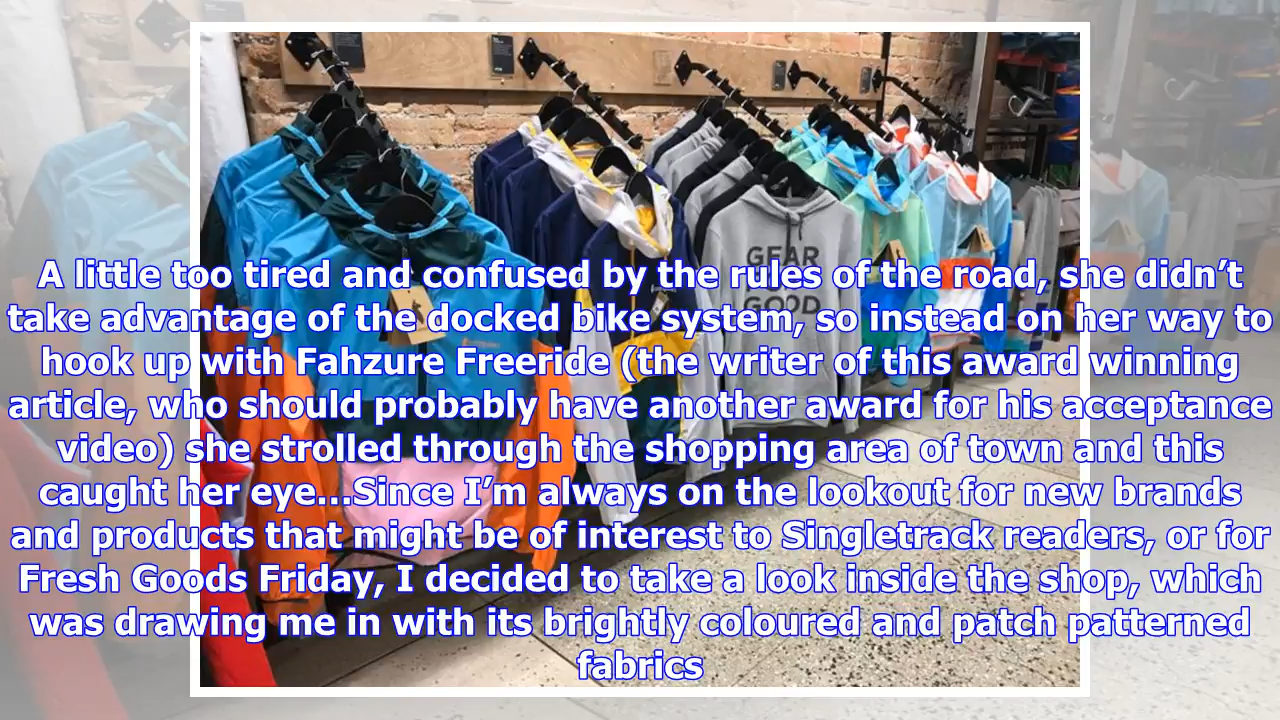 GEAR
GOOD
A little too tired and confused by the rules of the road, she didn’t
take advantage of the docked bike system, so instead on her way to
hook up with Fahzure Freeride (the writer of this award winning
article, who should probably have another award for his acceptance
video) she strolled through the shopping area of town and this
caught her eye...Since I’m always on the lookout for new brands
and products that might be of interest to Singletrack readers, or for
Fresh Goods Friday, I decided to take a look inside the shop, which
was drawing me in with its brightly coloured and patch patterned
fabrics